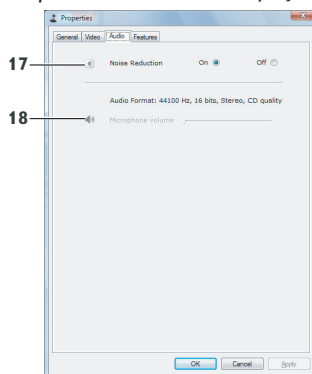 Properties
General Video Audio Features
17 Noise Reduction On Off
Audio Format: 44100 Hz, 16 bits, Stereo, CD quality
18 Microphone volume
OK Cancel Apply